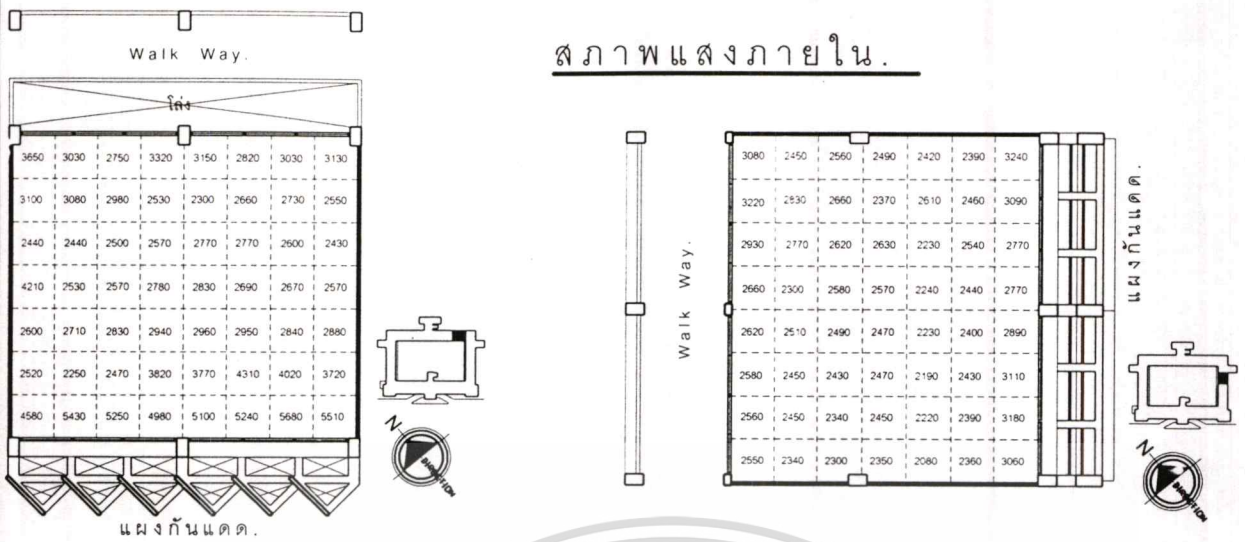 Walk Way.
สภาพแสงภายใน.
โล่ง
3650 3030 2750 3320 3150 2820 3030 3130
3100 3080 2980 2530 2300 2660 2730 2550
2440 2440 2500 2570 2770 2770 2600 2430
4210 2530 2570 2780 2830 2690 2670 2570
2600 2710 2830 2940 2960 2950 2840 2880
2520 2250 2470 3820 3770 4310 4020 3720
4580 5430 5250 4980 5100 5240 5680 5510
แผงกันแดด.
N
DIRECTION
Walk Way.
3080 2450 2560 2490 2420 2390 3240
3220 2830 2660 2370 2610 2460 3090
2930 2770 2620 2630 2230 2540 2770
2660 2300 2580 2570 2240 2440 2770
2620 2510 2490 2470 2230 2400 2890
2580 2450 2430 2470 2190 2430 3110
2560 2450 2340 2450 2220 2390 3180
2550 2340 2300 2350 2080 2360 3060
แผงกันแดด.
N
DIRECTION